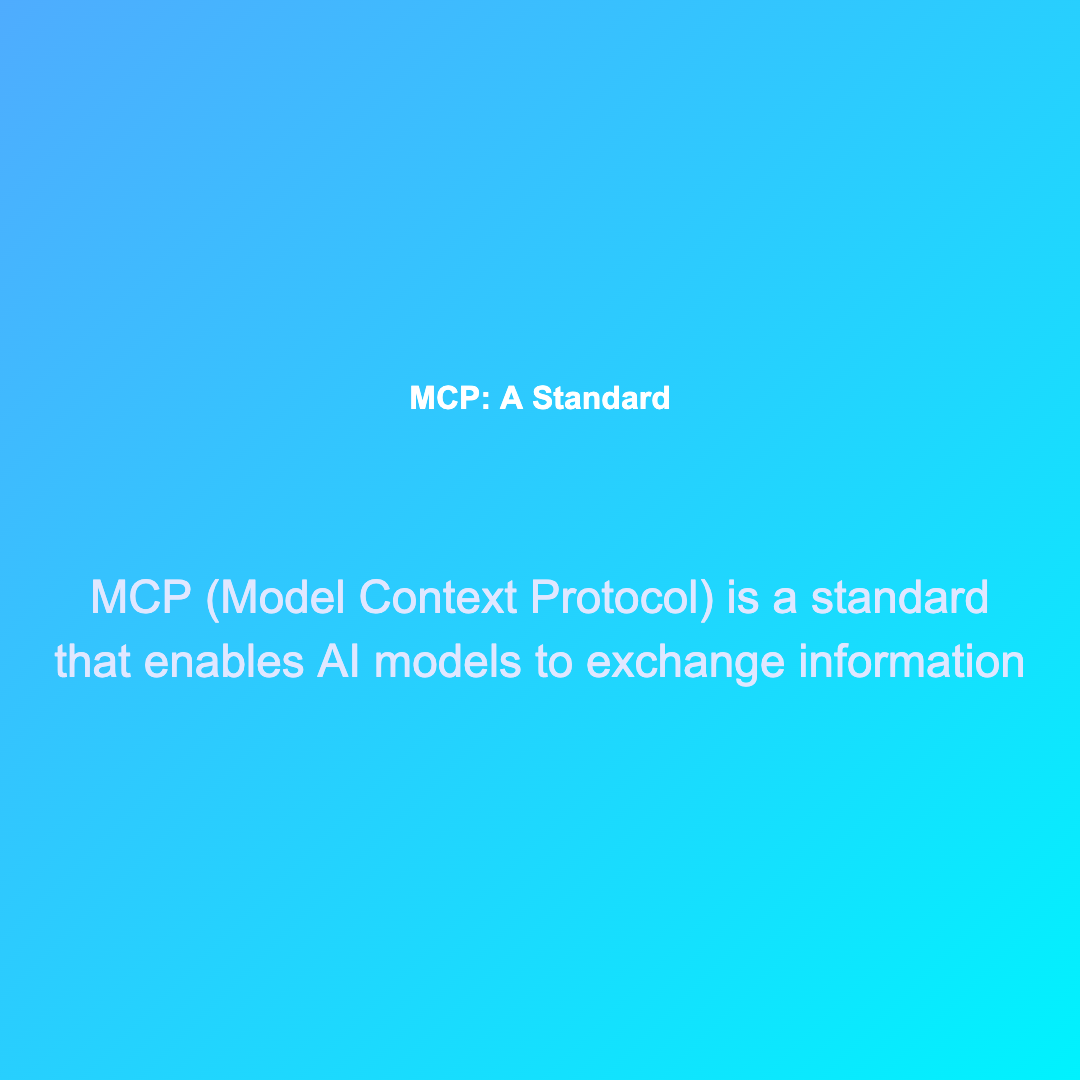 MCP: A Standard
MCP (Model Context Protocol) is a standard
that enables AI models to exchange information